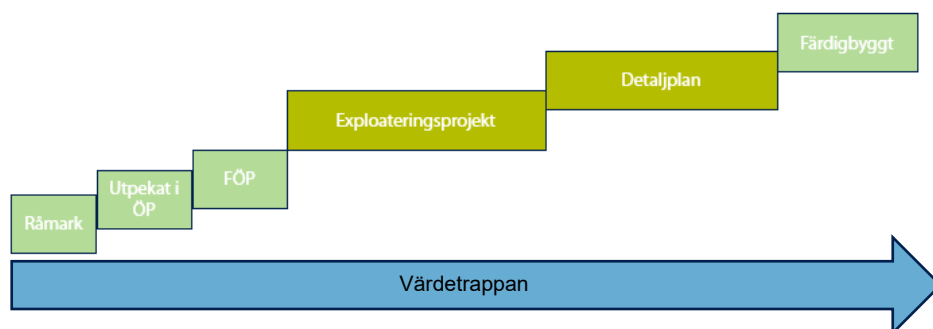 Råmark
Utpekat i
ÖP
FÖP
Exploateringsprojekt
Detaljplan
Färdigbyggt
Värdetrappan